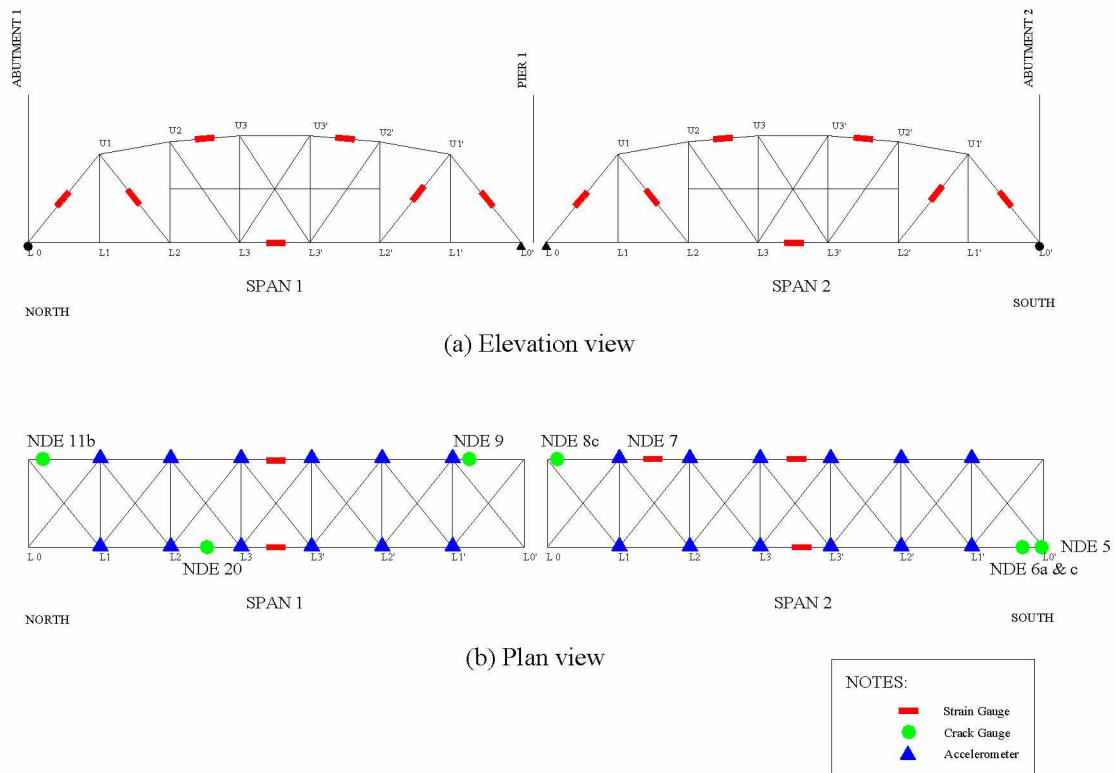 ABUTMENT 1
PIER 1
ABUTMENT 2
U1
U2
U3
U3'
U2'
U1'
U1
U2
U3
U3'
U2'
U1'
L 0
L1
L2
L3
L3'
L2'
L1'
L0'
L 0
L1
L2
L3
L3'
L2'
L1'
L0'
SPAN 1
SPAN 2
NORTH
SOUTH
(a) Elevation view
NDE 11b
NDE 9
NDE 8c
NDE 7
L 0
L1
L2
L3
L3'
L2'
L1'
L0'
L 0
L1
L2
L3
L3'
L2'
L1'
L0'
NDE 5
NDE 20
NDE 6a & c
SPAN 1
SPAN 2
NORTH
SOUTH
(b) Plan view
NOTES:
Strain Gauge
Crack Gauge
Accelerometer